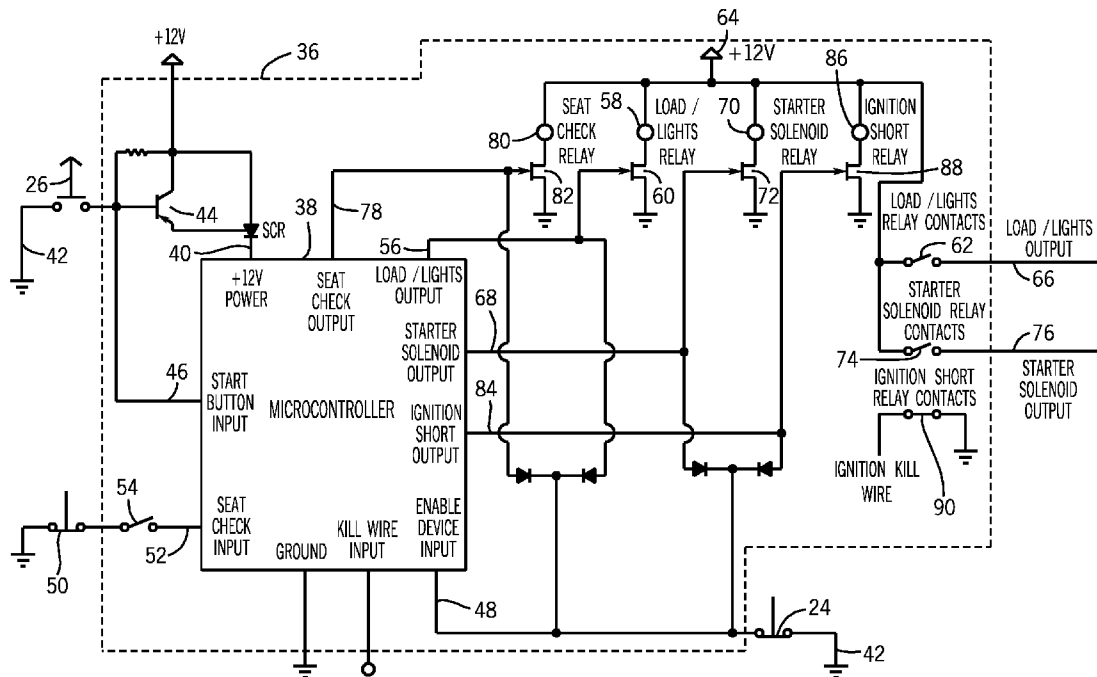 +12V
36
64
+12V
86
SEAT
CHECK
RELAY
80
82
58
LOAD /
LIGHTS
RELAY
60
70
STARTER
SOLENOID
RELAY
72
IGNITION
SHORT
RELAY
88
26
42
44
SCR
40
38
78
56
LOAD /LIGHTS
RELAY CONTACTS
62
LOAD /LIGHTS
OUTPUT
66
+12V
POWER
SEAT
CHECK
OUTPUT
LOAD /LIGHTS
OUTPUT
68
STARTER
SOLENOID RELAY
CONTACTS
74
76
STARTER
SOLENOID
OUTPUT
STARTER
SOLENOID
OUTPUT
46
START
BUTTON
INPUT
MICROCONTROLLER
84
IGNITION
SHORT
OUTPUT
IGNITION SHORT
RELAY CONTACTS
IGNITION KILL
WIRE
90
54
50
52
SEAT
CHECK
INPUT
GROUND
KILL WIRE
INPUT
ENABLE
DEVICE
INPUT
48
24
42